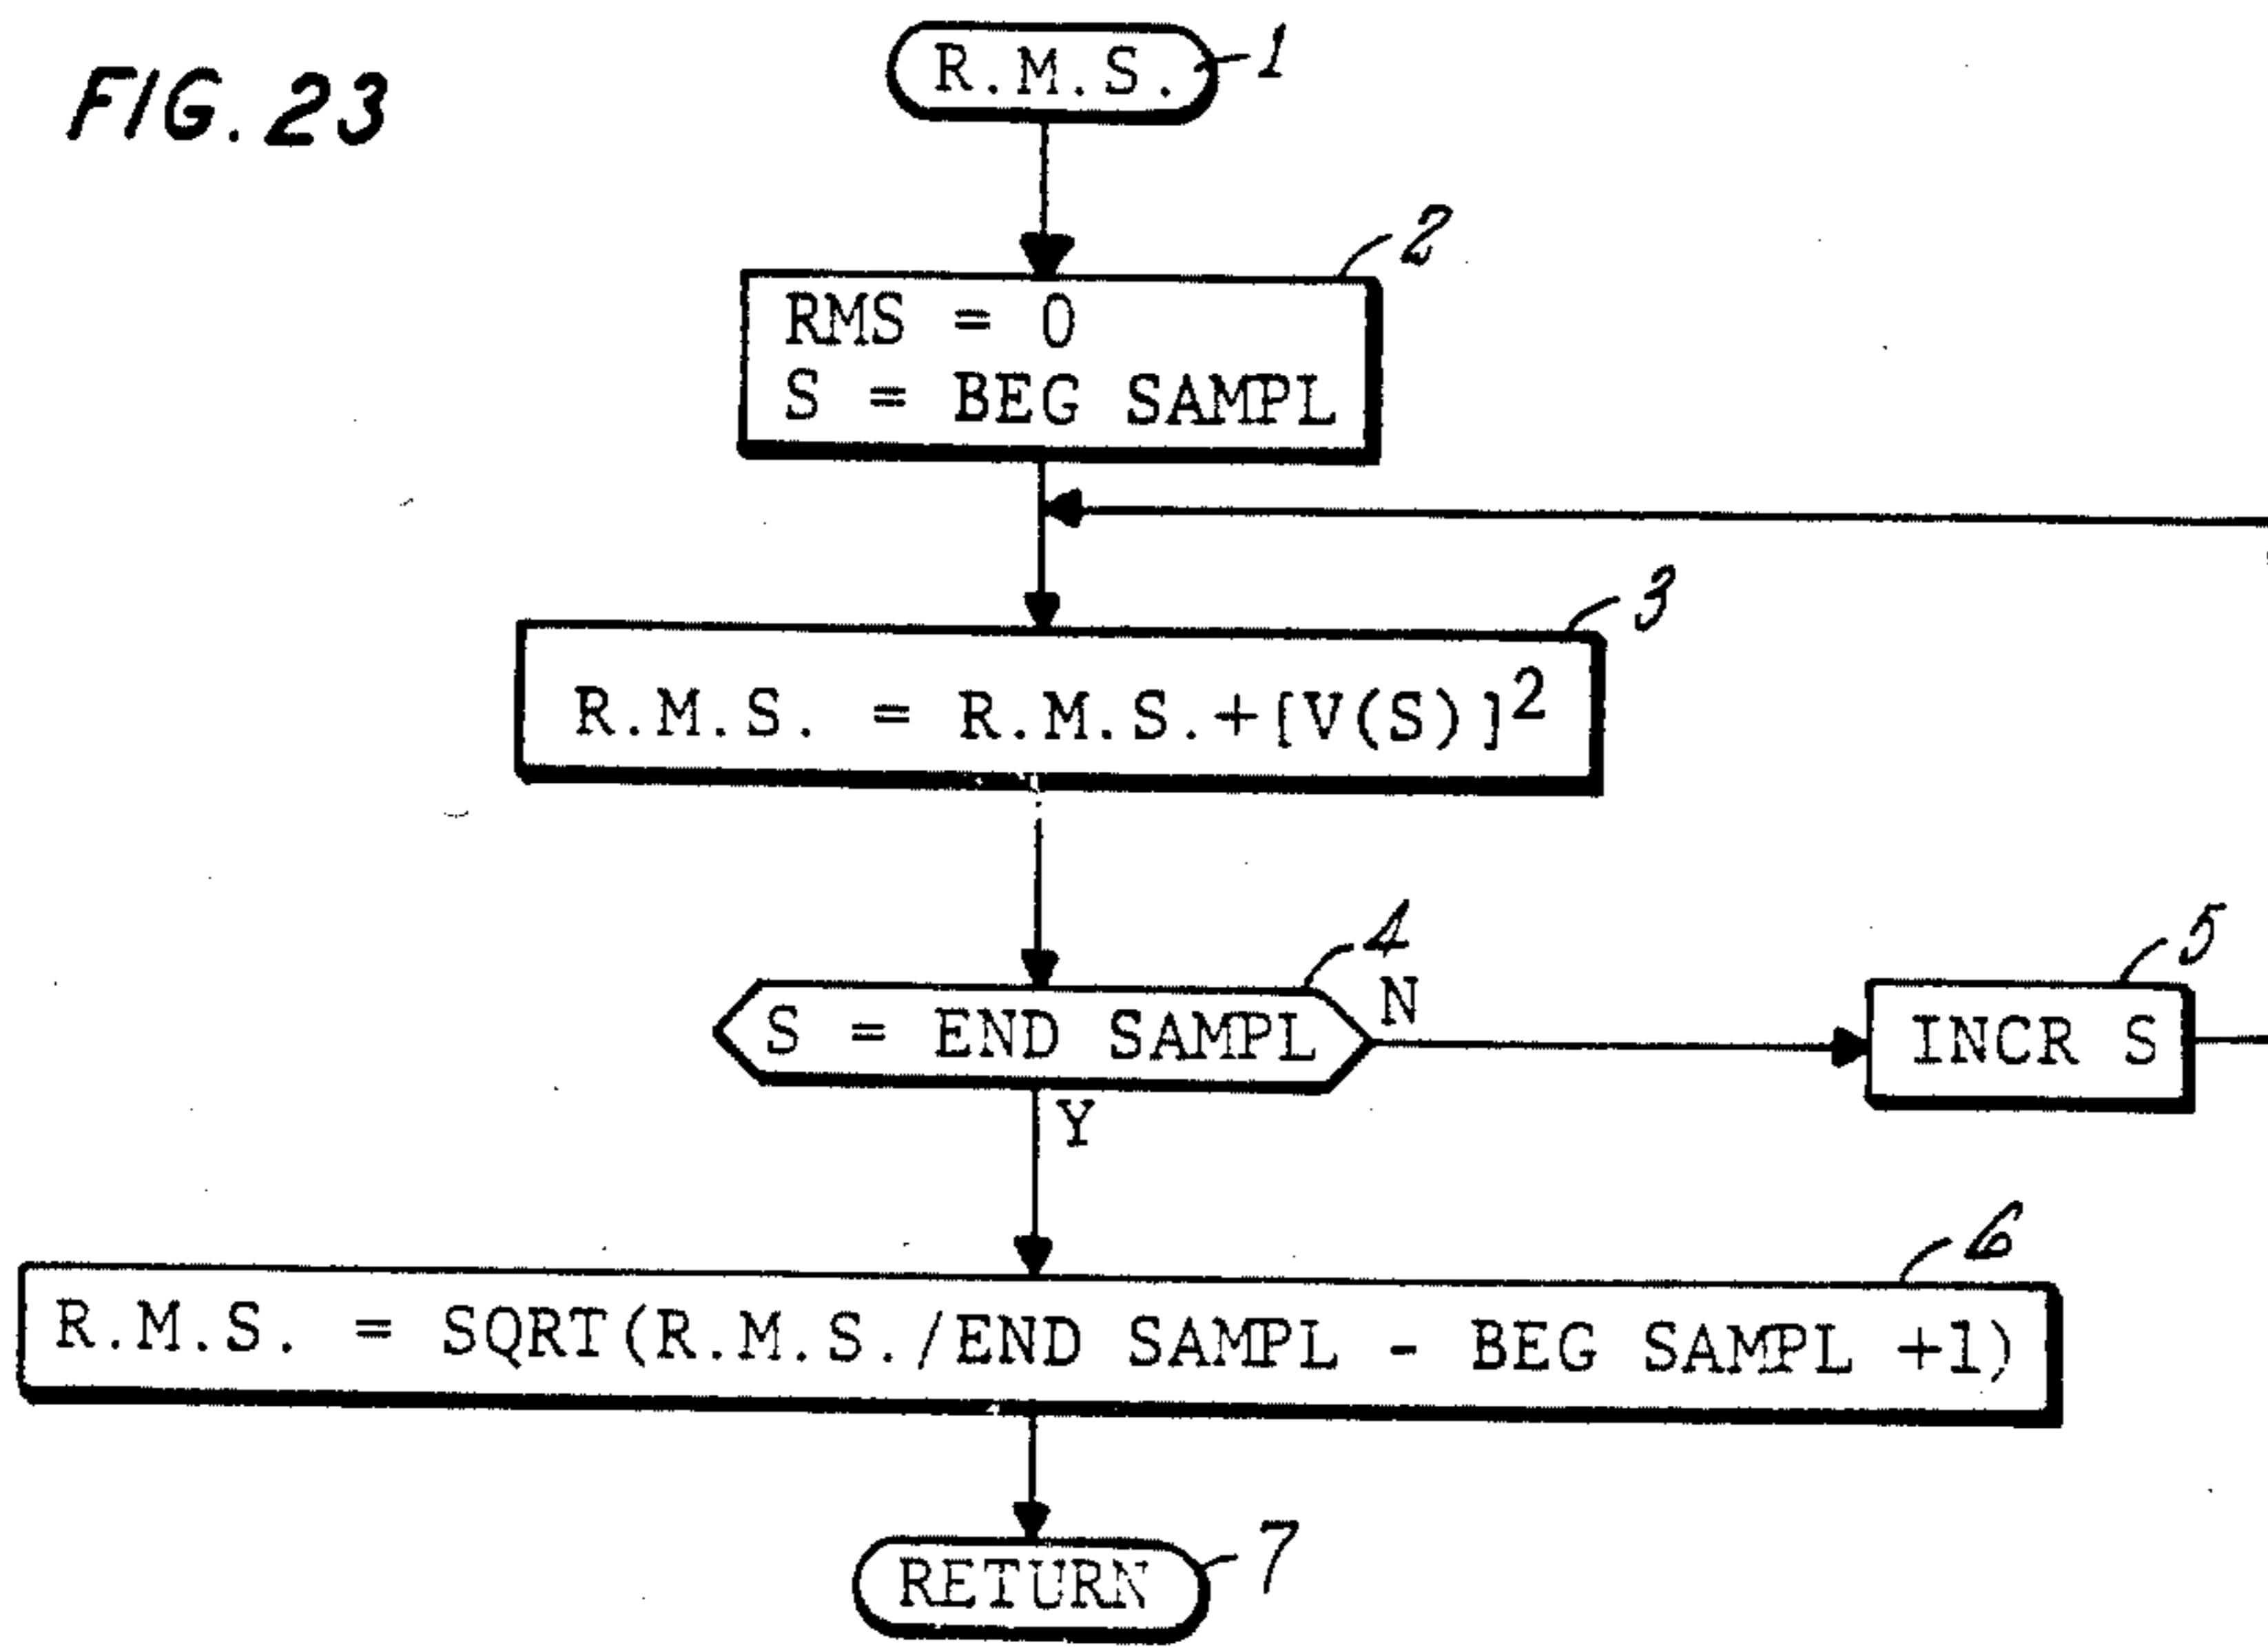 FIG. 23
R.M.S. 1
2
RMS = 0
S = BEG SAMPL
3
R.M.S. = R.M.S.+[V(S)]²
4
S = END SAMPL
N
5
INCR S
Y
6
R.M.S. = SQRT(R.M.S./END SAMPL - BEG SAMPL +1)
RETURN 7